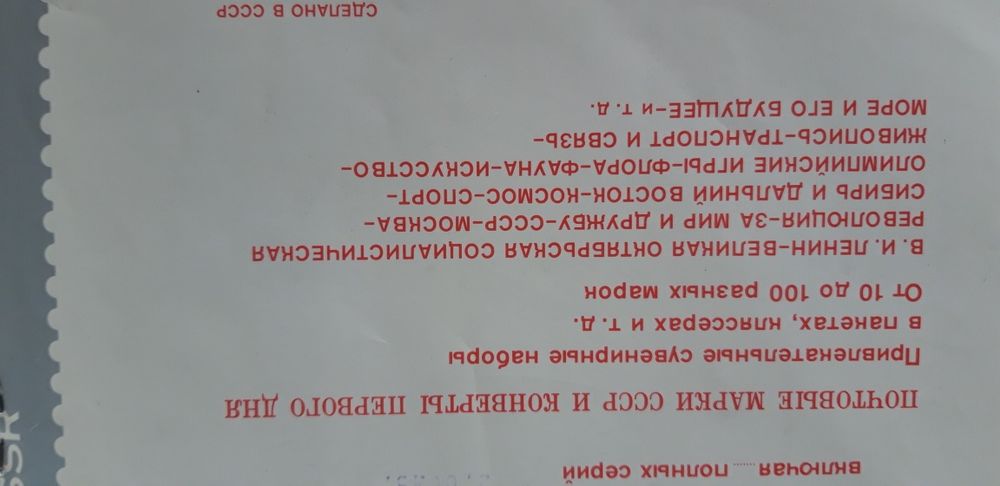 включая ..... полных серий
ПОЧТОВЫЕ МАРКИ СССР И КОНВЕРТЫ ПЕРВОГО ДНЯ
Привлекательные сувенирные наборы
в пакетах, кляссерах и т. д.
От 10 до 100 разных марок
В. И. ЛЕНИН–ВЕЛИКАЯ ОКТЯБРЬСКАЯ СОЦИАЛИСТИЧЕСКАЯ
РЕВОЛЮЦИЯ–ЗА МИР И ДРУЖБУ–СССР–МОСКВА–
СИБИРЬ И ДАЛЬНИЙ ВОСТОК–КОСМОС–СПОРТ–
ОЛИМПИЙСКИЕ ИГРЫ–ФЛОРА–ФАУНА–ИСКУССТВО–
ЖИВОПИСЬ–ТРАНСПОРТ И СВЯЗЬ–
МОРЕ И ЕГО БУДУЩЕЕ–и т. д.
СДЕЛАНО В СССР